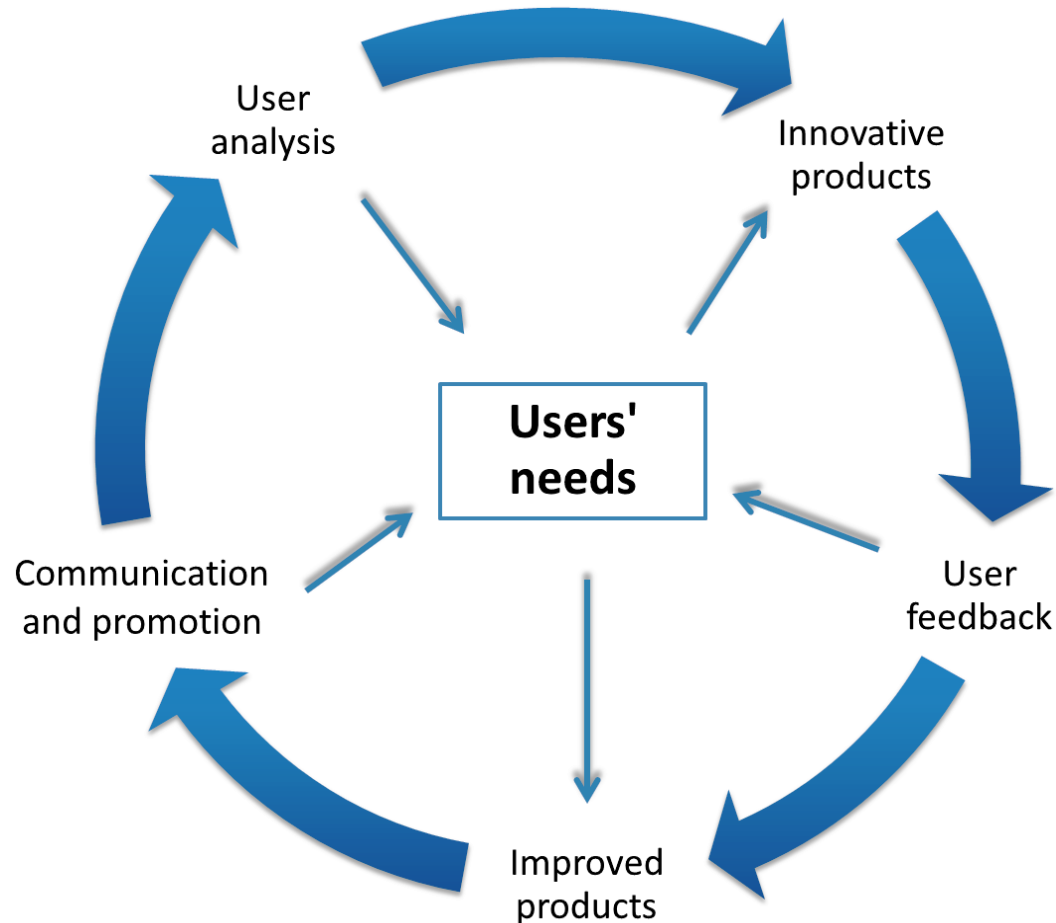 User
analysis
Innovative
products
Users'
needs
Communication
and promotion
User
feedback
Improved
products